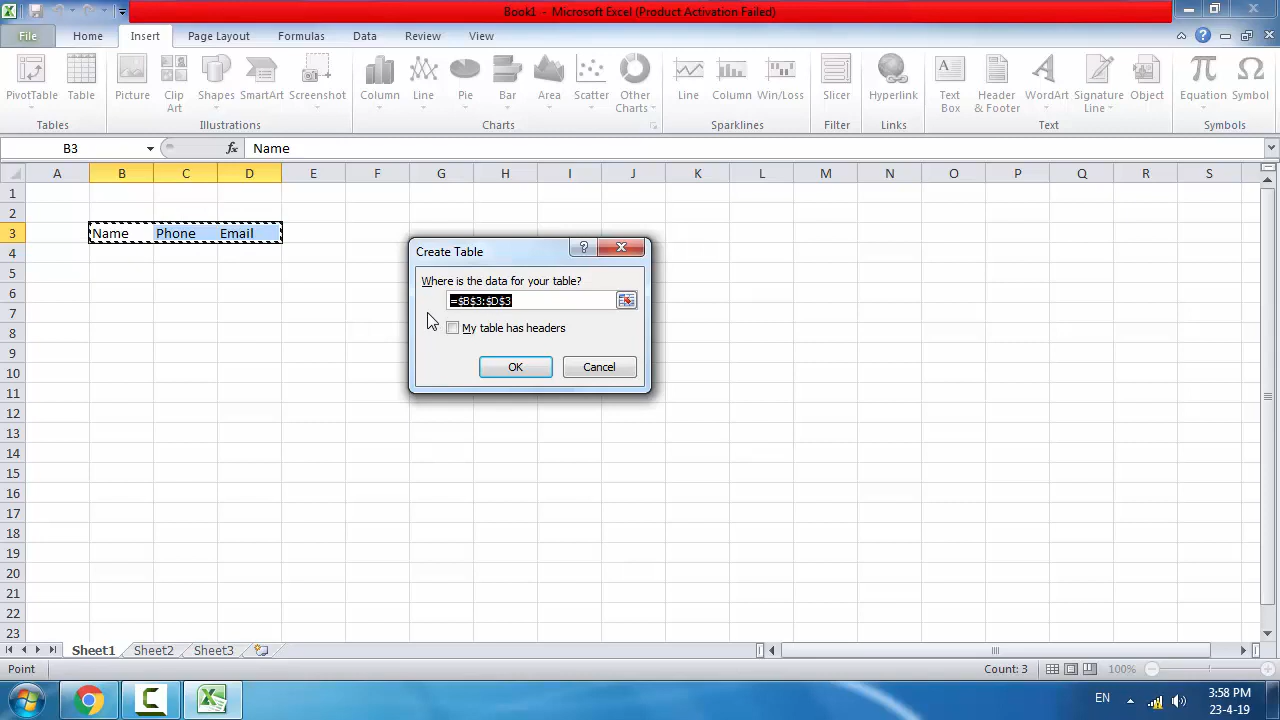 Book1 - Microsoft Excel (Product Activation Failed)
File Home Insert Page Layout Formulas Data Review View
PivotTable Table Picture Clip Art Shapes SmartArt Screenshot Column Line Pie Bar Area Scatter Other Charts Line Column Win/Loss Slicer Hyperlink Text Box Header & Footer WordArt Signature Line Object Equation Symbol
Tables Illustrations Charts Sparklines Filter Links Text Symbols
B3 fx Name
A B C D E F G H I J K L M N O P Q R S
1
2
3 Name Phone Email
4
Create Table
5
Where is the data for your table?
6
=$B$3:$D$3
7
My table has headers
8
9
OK Cancel
10
11
12
13
14
15
16
17
18
19
20
21
22
23
Sheet1 Sheet2 Sheet3
Point Count: 3 100%
EN 3:58 PM
23-4-19